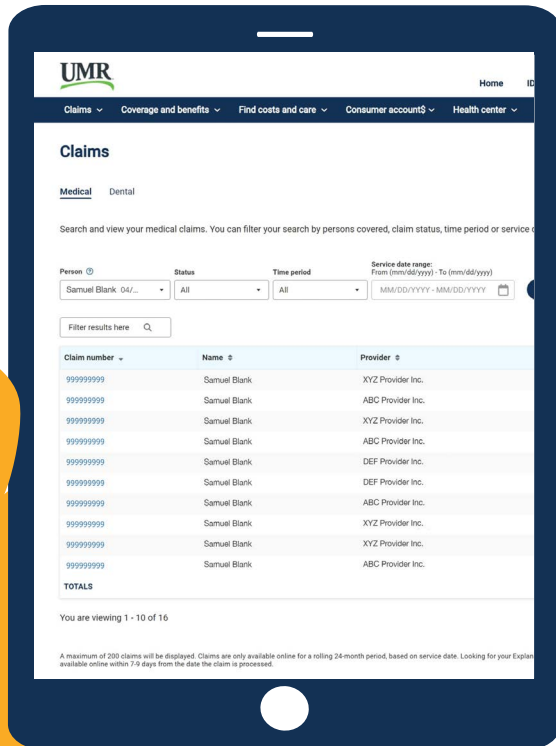 UMR
Home ID
Claims Coverage and benefits Find costs and care Consumer account$ Health center
Claims
Medical Dental
Search and view your medical claims. You can filter your search by persons covered, claim status, time period or service
Person Status Time period Service date range:
From (mm/dd/yyyy) - To (mm/dd/yyyy)
Samuel Blank 04/... All All MM/DD/YYYY - MM/DD/YYYY
Filter results here
Claim number Name Provider
999999999 Samuel Blank XYZ Provider Inc.
999999999 Samuel Blank ABC Provider Inc.
999999999 Samuel Blank XYZ Provider Inc.
999999999 Samuel Blank ABC Provider Inc.
999999999 Samuel Blank DEF Provider Inc.
999999999 Samuel Blank DEF Provider Inc.
999999999 Samuel Blank ABC Provider Inc.
999999999 Samuel Blank XYZ Provider Inc.
999999999 Samuel Blank XYZ Provider Inc.
999999999 Samuel Blank ABC Provider Inc.
TOTALS
You are viewing 1 - 10 of 16
A maximum of 200 claims will be displayed. Claims are only available online for a rolling 24-month period, based on service date. Looking for your Explan
available online within 7-9 days from the date the claim is processed.